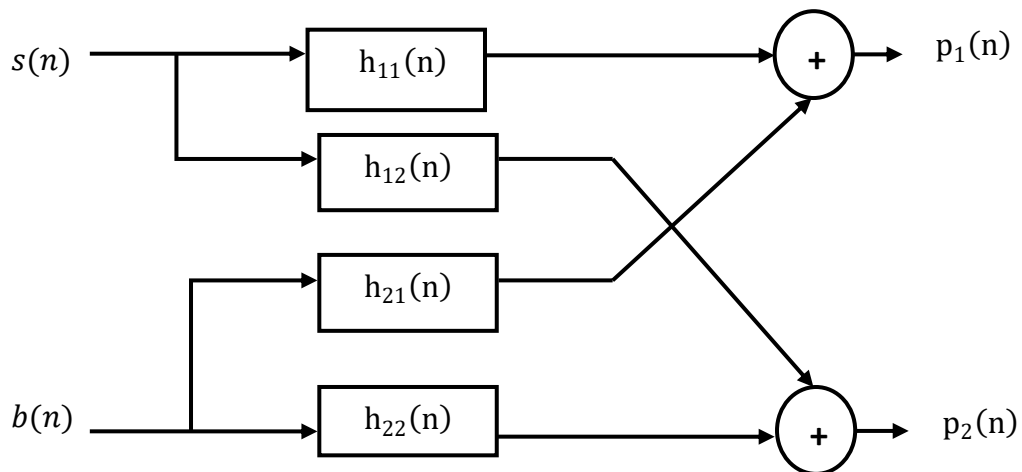 s(n) h₁₁(n) + p₁(n)
h₁₂(n)
h₂₁(n)
b(n) h₂₂(n) + p₂(n)